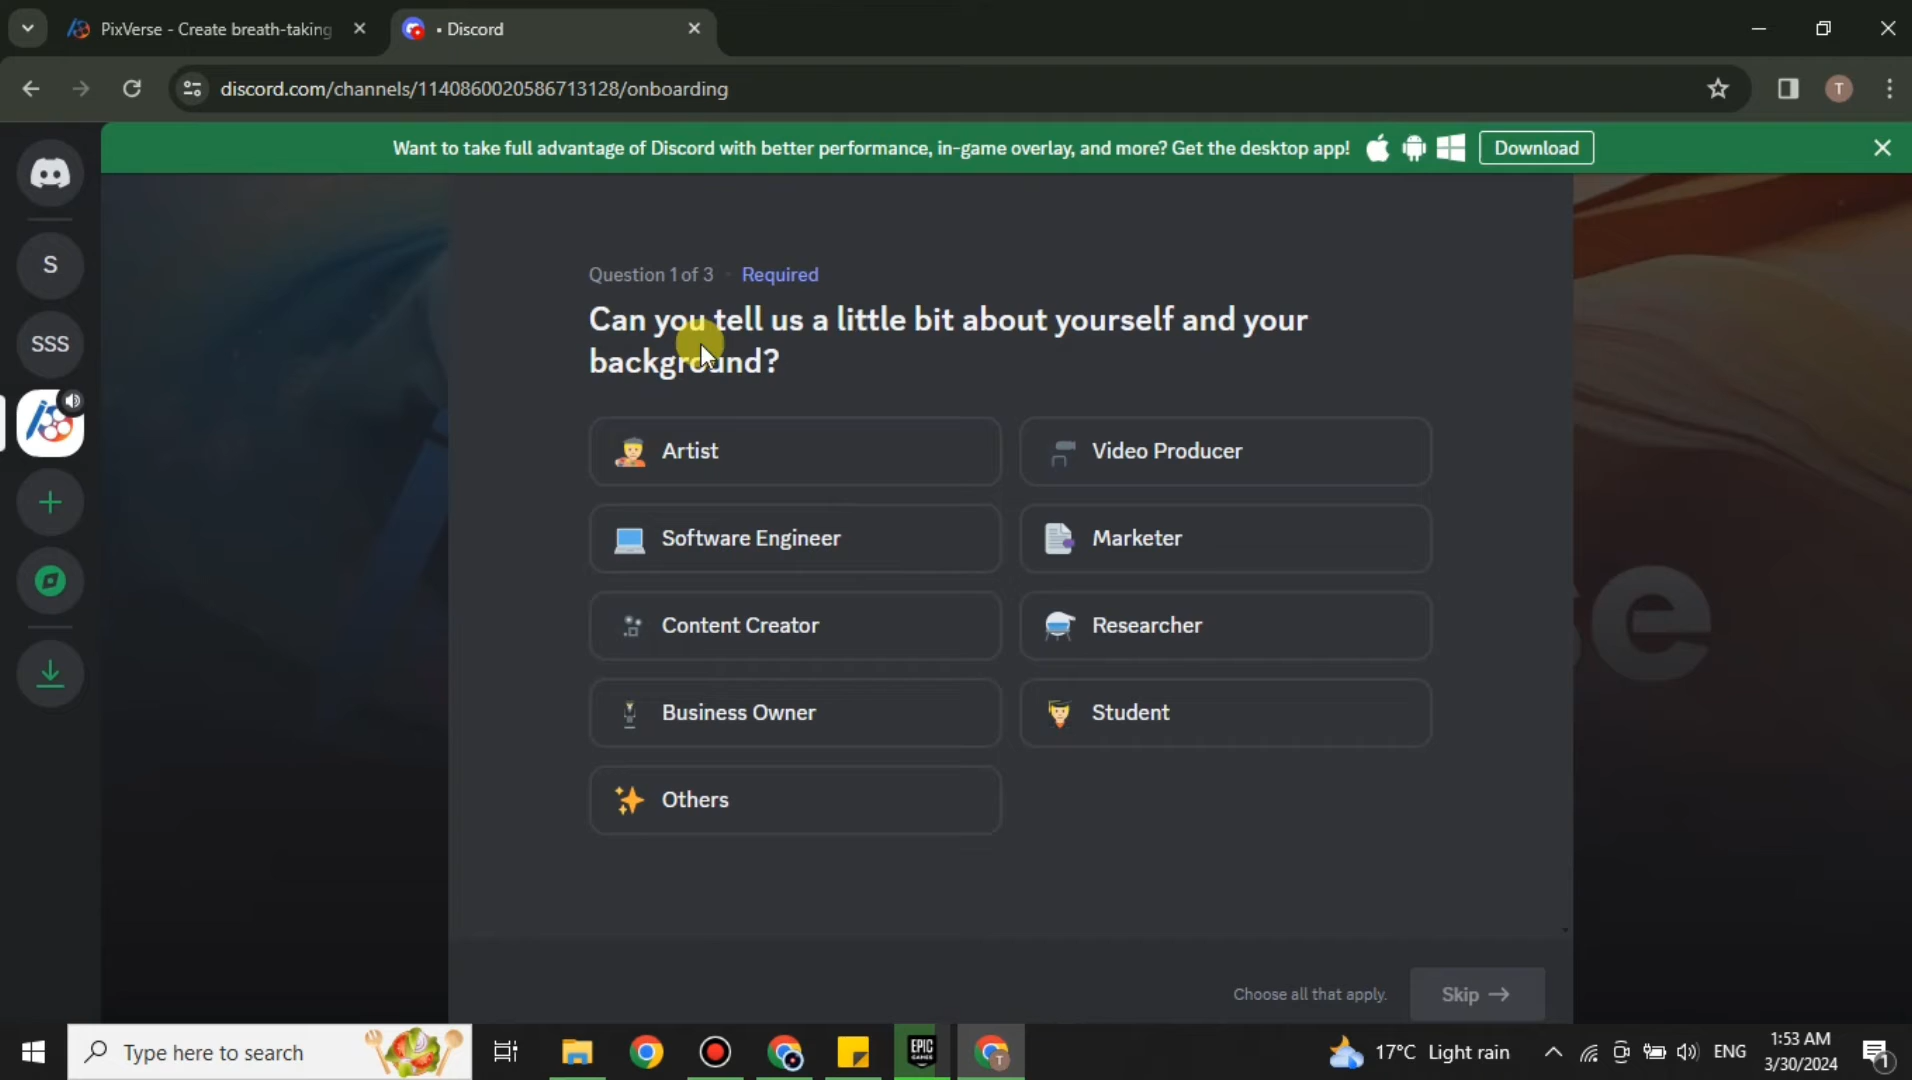 PixVerse - Create breath-taking
• Discord
discord.com/channels/1140860020586713128/onboarding
T
Want to take full advantage of Discord with better performance, in-game overlay, and more? Get the desktop app!
Download
S
SSS
Question 1 of 3
Required
Can you tell us a little bit about yourself and your
background?
Artist
Video Producer
Software Engineer
Marketer
Content Creator
Researcher
Business Owner
Student
Others
se
Choose all that apply.
Skip
Type here to search
EPIC
GAMES
T
17°C Light rain
ENG
1:53 AM
3/30/2024
1